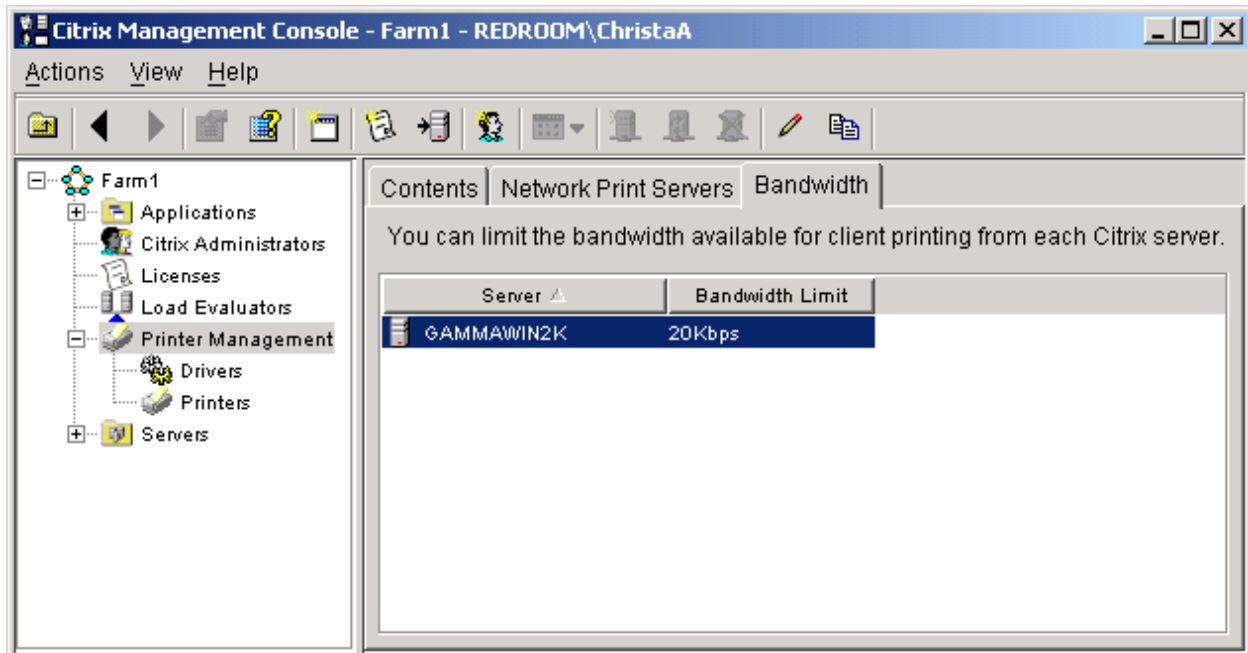 Citrix Management Console - Farm1 - REDROOM\ChristaA
Actions View Help
Farm1
Applications
Citrix Administrators
Licenses
Load Evaluators
Printer Management
Drivers
Printers
Servers
Contents Network Print Servers Bandwidth
You can limit the bandwidth available for client printing from each Citrix server.
Server Bandwidth Limit
GAMMAWIN2K 20Kbps